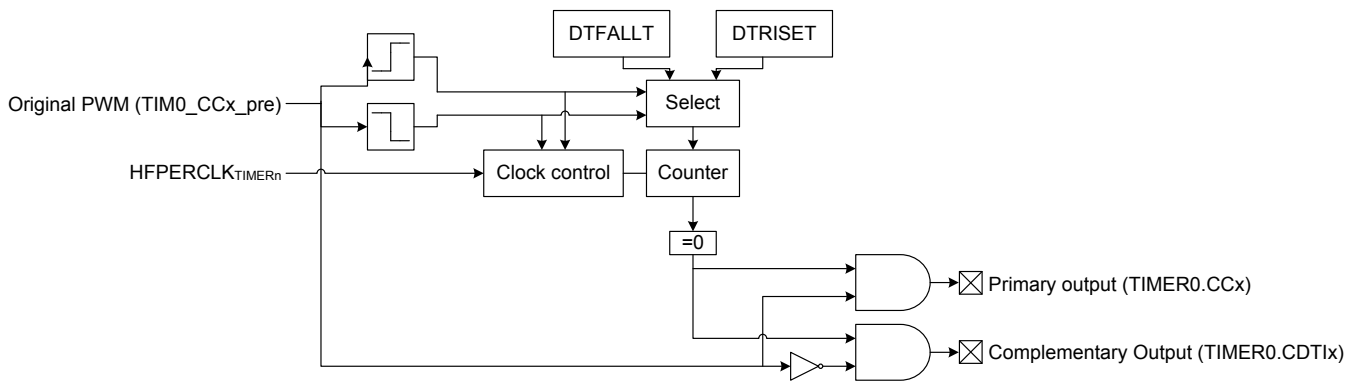 DTFALLT
DTRISET
Original PWM (TIM0_CCx_pre)
Select
HFPERCLKTIMERn
Clock control
Counter
=0
Primary output (TIMER0.CCx)
Complementary Output (TIMER0.CDTIx)